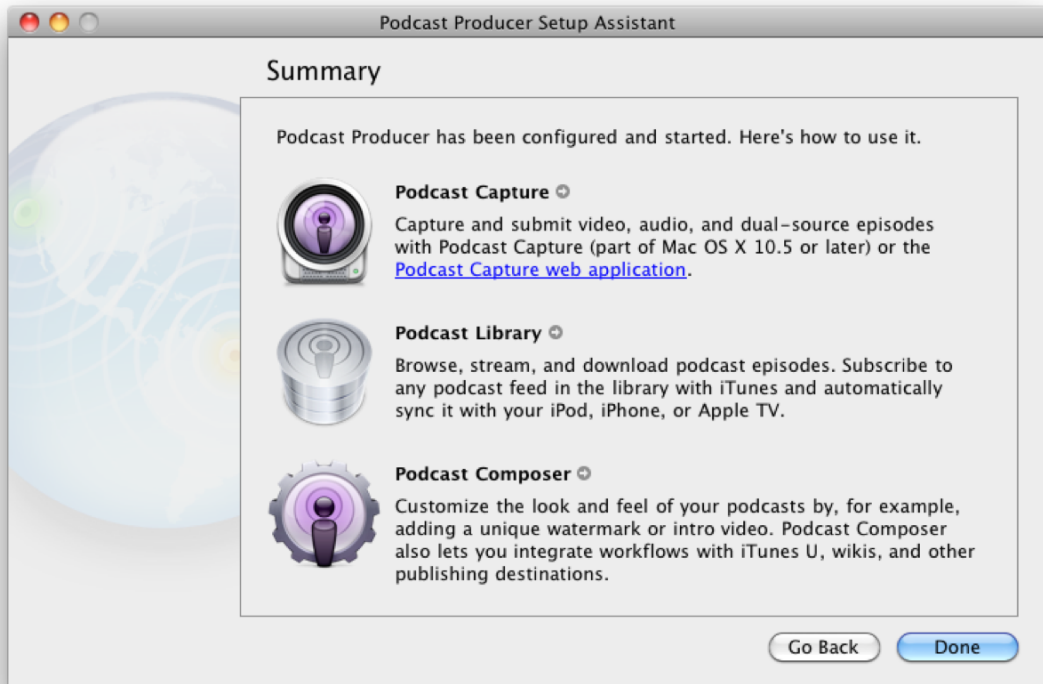 Podcast Producer Setup Assistant
Summary
Podcast Producer has been configured and started. Here's how to use it.
Podcast Capture
Capture and submit video, audio, and dual-source episodes
with Podcast Capture (part of Mac OS X 10.5 or later) or the
Podcast Capture web application.
Podcast Library
Browse, stream, and download podcast episodes. Subscribe to
any podcast feed in the library with iTunes and automatically
sync it with your iPod, iPhone, or Apple TV.
Podcast Composer
Customize the look and feel of your podcasts by, for example,
adding a unique watermark or intro video. Podcast Composer
also lets you integrate workflows with iTunes U, wikis, and other
publishing destinations.
Go Back
Done